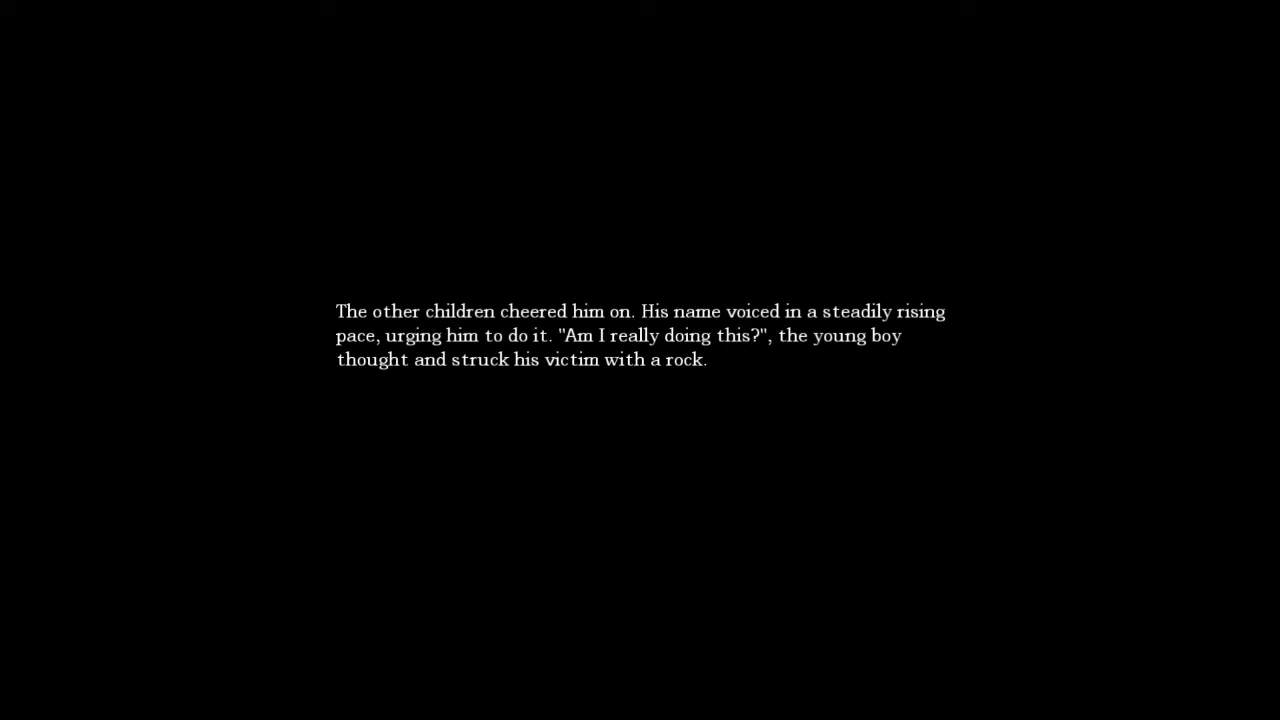 The other children cheered him on. His name voiced in a steadily rising
pace, urging him to do it. "Am I really doing this?", the young boy
thought and struck his victim with a rock.